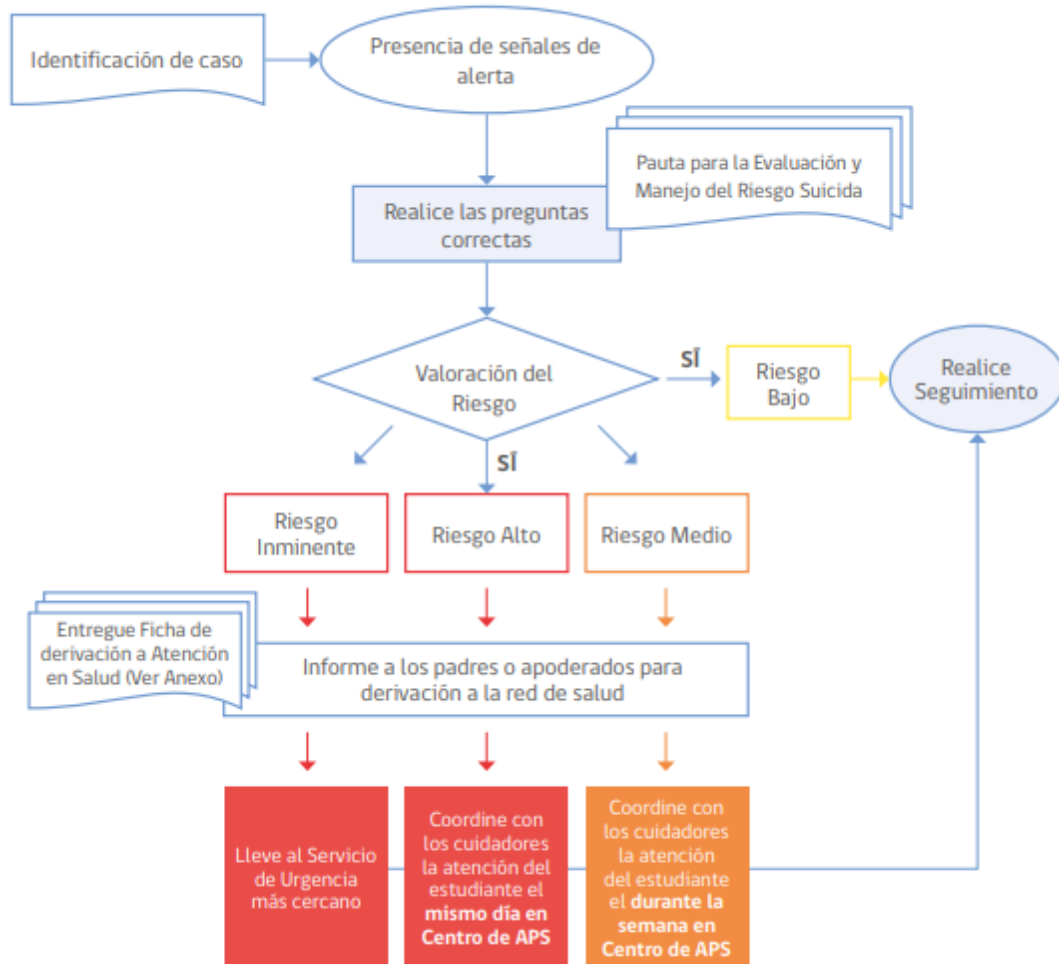 Identificación de caso
Presencia de señales de
alerta
Pauta para la Evaluación y
Manejo del Riesgo Suicida
Realice las preguntas
correctas
Valoración del
Riesgo
SÍ
Riesgo
Bajo
Realice
Seguimiento
SÍ
Riesgo
Inminente
Riesgo Alto
Riesgo Medio
Entregue Ficha de
derivación a Atención
en Salud (Ver Anexo)
Informe a los padres o apoderados para
derivación a la red de salud
Lleve al Servicio
de Urgencia
más cercano
Coordine con
los cuidadores
la atención del
estudiante el
mismo día en
Centro de APS
Coordine con
los cuidadores
la atención
del estudiante
el durante la
semana en
Centro de APS